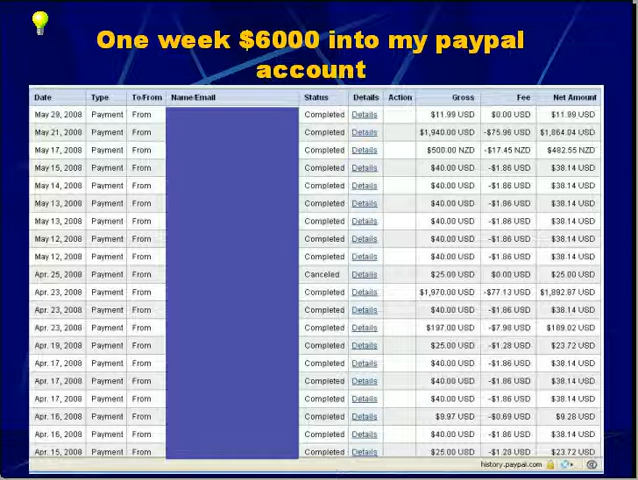 One week $6000 into my paypal
account
Date Type To/From Name/Email Status Details Action Gross Fee Net Amount
May 29, 2008 Payment From Completed Details $11.99 USD $0.00 USD $11.99 USD
May 21, 2008 Payment From Completed Details $1,940.00 USD -$75.96 USD $1,864.04 USD
May 17, 2008 Payment From Completed Details $500.00 NZD -$17.45 NZD $482.55 NZD
May 15, 2008 Payment From Completed Details $40.00 USD -$1.86 USD $38.14 USD
May 14, 2008 Payment From Completed Details $40.00 USD -$1.86 USD $38.14 USD
May 13, 2008 Payment From Completed Details $40.00 USD -$1.86 USD $38.14 USD
May 13, 2008 Payment From Completed Details $40.00 USD -$1.86 USD $38.14 USD
May 12, 2008 Payment From Completed Details $40.00 USD -$1.86 USD $38.14 USD
May 12, 2008 Payment From Completed Details $40.00 USD -$1.86 USD $38.14 USD
Apr. 25, 2008 Payment From Canceled Details $25.00 USD $0.00 USD $25.00 USD
Apr. 23, 2008 Payment From Completed Details $1,970.00 USD -$77.13 USD $1,892.87 USD
Apr. 23, 2008 Payment From Completed Details $40.00 USD -$1.86 USD $38.14 USD
Apr. 23, 2008 Payment From Completed Details $197.00 USD -$7.98 USD $189.02 USD
Apr. 19, 2008 Payment From Completed Details $25.00 USD -$1.28 USD $23.72 USD
Apr. 17, 2008 Payment From Completed Details $40.00 USD -$1.86 USD $38.14 USD
Apr. 17, 2008 Payment From Completed Details $40.00 USD -$1.86 USD $38.14 USD
Apr. 17, 2008 Payment From Completed Details $40.00 USD -$1.86 USD $38.14 USD
Apr. 16, 2008 Payment From Completed Details $9.97 USD -$0.69 USD $9.28 USD
Apr. 16, 2008 Payment From Completed Details $40.00 USD -$1.86 USD $38.14 USD
Apr. 15, 2008 Payment From Completed Details $25.00 USD -$1.28 USD $23.72 USD
history.paypal.com